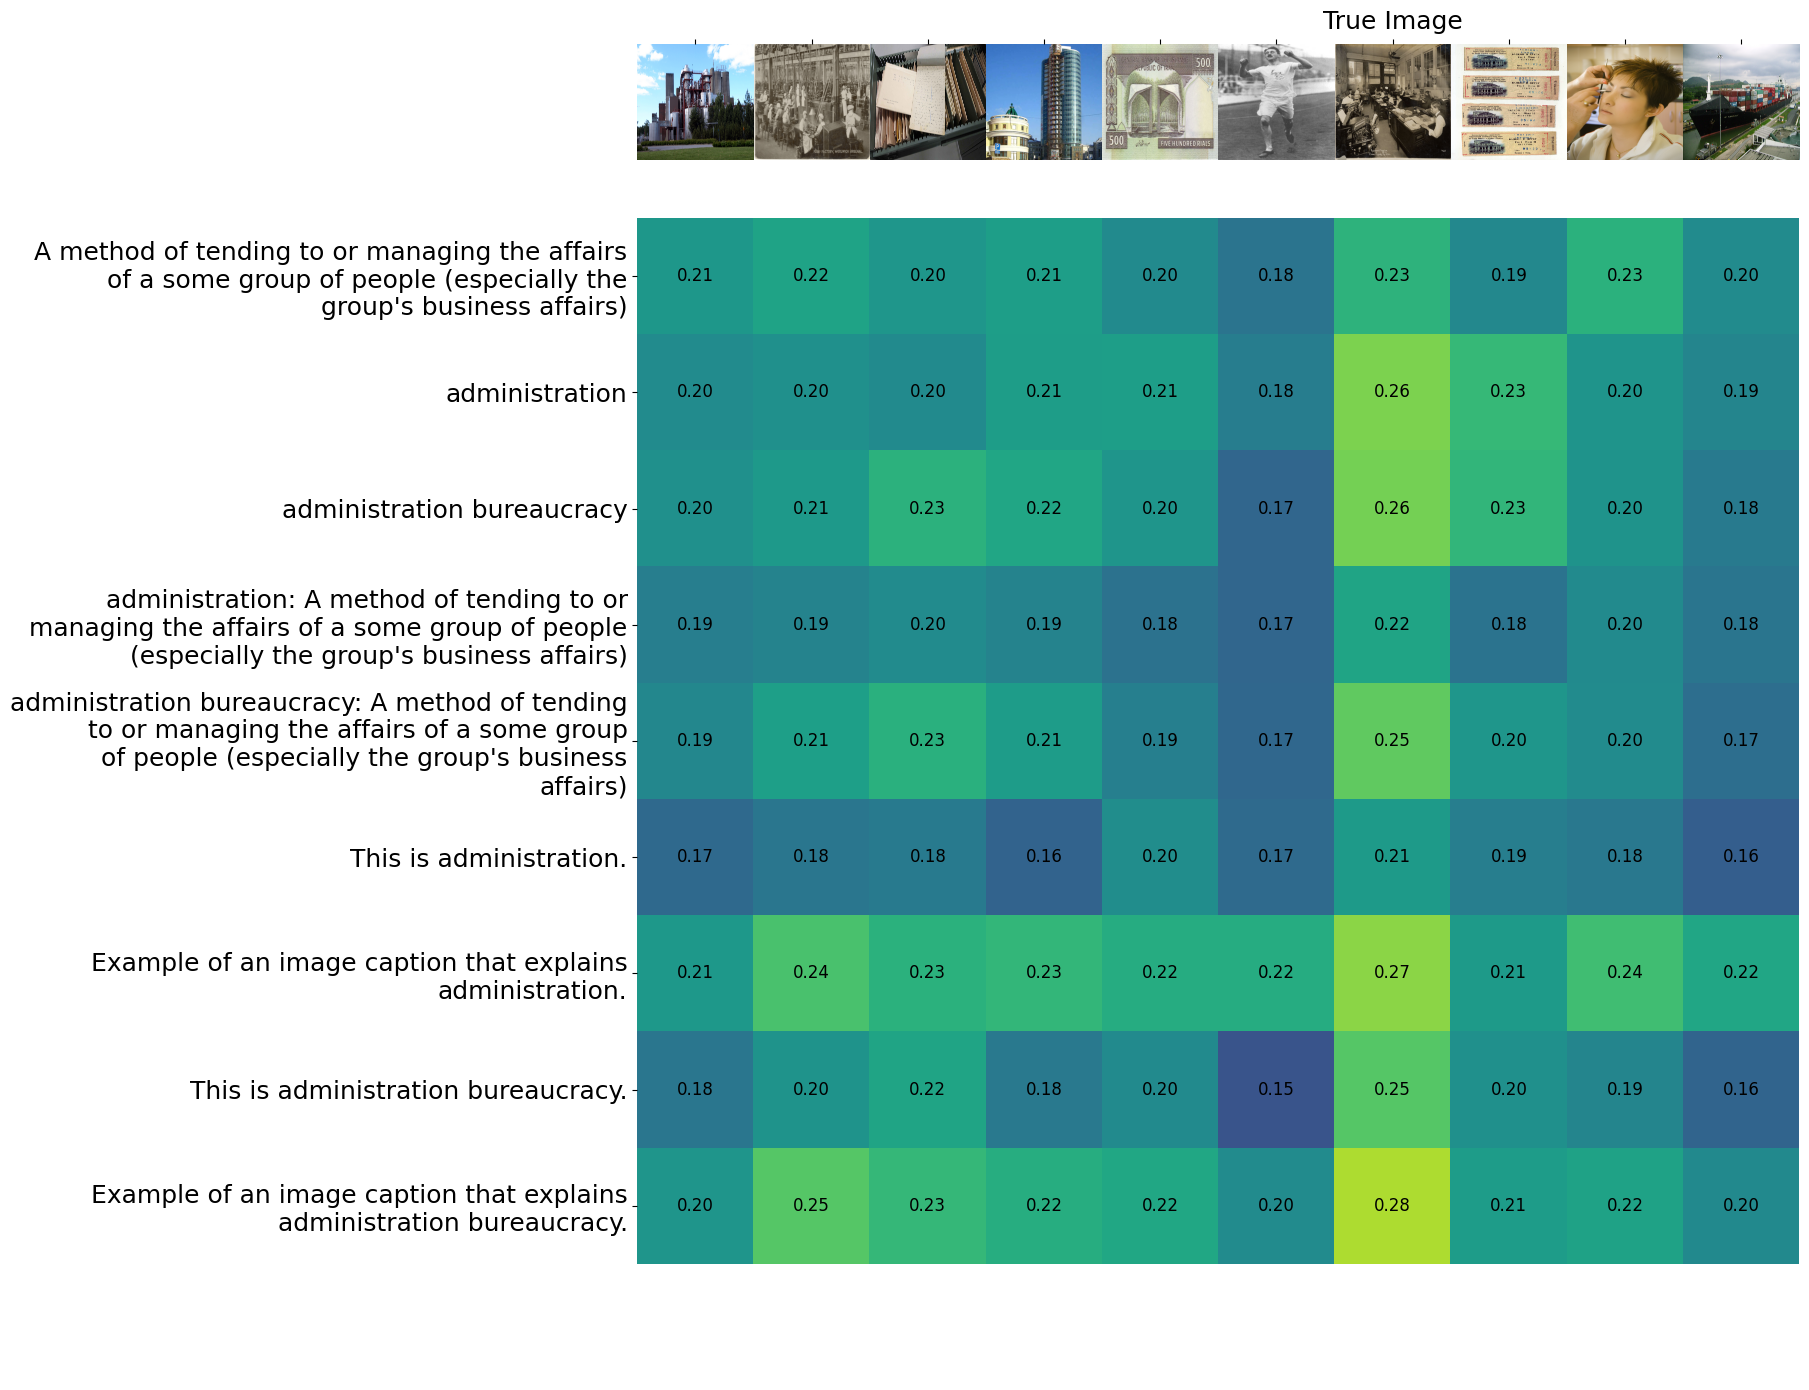 True Image
500
500
FIVE HUNDRED RIALS
A method of tending to or managing the affairs
of a some group of people (especially the
group's business affairs)
0.21 0.22 0.20 0.21 0.20 0.18 0.23 0.19 0.23 0.20
administration
0.20 0.20 0.20 0.21 0.21 0.18 0.26 0.23 0.20 0.19
administration bureaucracy
0.20 0.21 0.23 0.22 0.20 0.17 0.26 0.23 0.20 0.18
administration: A method of tending to or
managing the affairs of a some group of people
(especially the group's business affairs)
0.19 0.19 0.20 0.19 0.18 0.17 0.22 0.18 0.20 0.18
administration bureaucracy: A method of tending
to or managing the affairs of a some group
of people (especially the group's business
affairs)
0.19 0.21 0.23 0.21 0.19 0.17 0.25 0.20 0.20 0.17
This is administration.
0.17 0.18 0.18 0.16 0.20 0.17 0.21 0.19 0.18 0.16
Example of an image caption that explains
administration.
0.21 0.24 0.23 0.23 0.22 0.22 0.27 0.21 0.24 0.22
This is administration bureaucracy.
0.18 0.20 0.22 0.18 0.20 0.15 0.25 0.20 0.19 0.16
Example of an image caption that explains
administration bureaucracy.
0.20 0.25 0.23 0.22 0.22 0.20 0.28 0.21 0.22 0.20